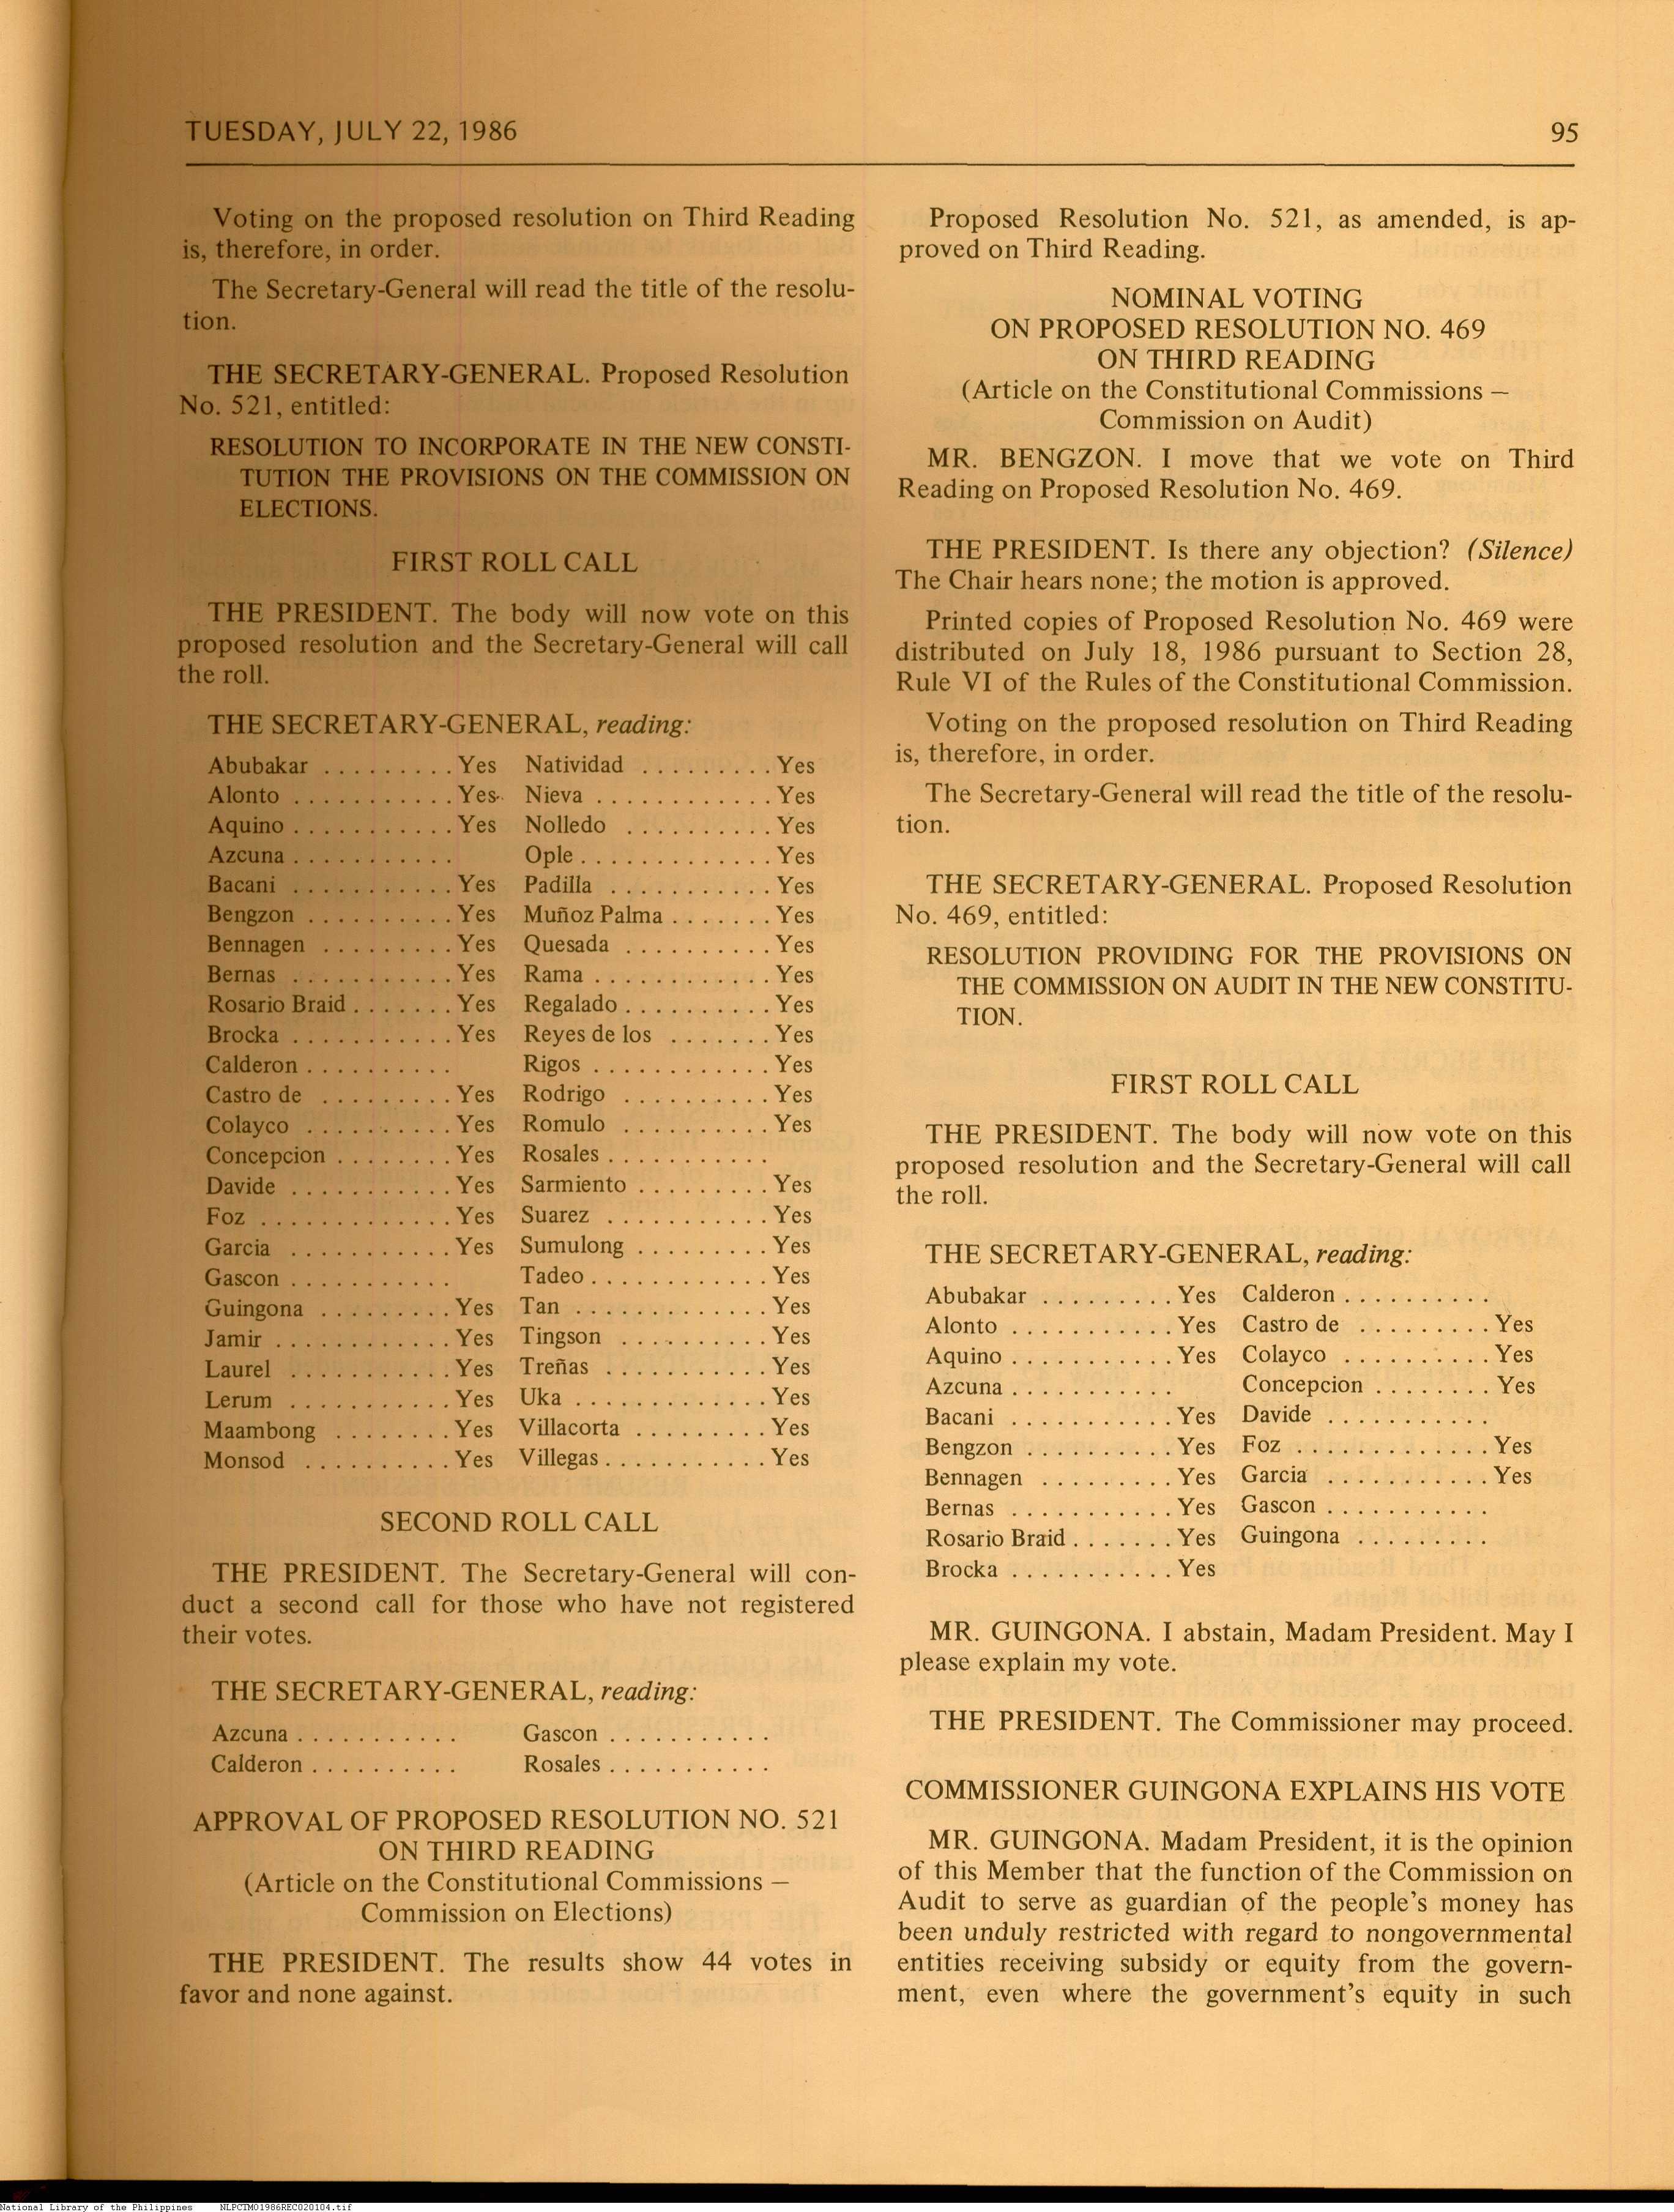 TUESDAY, JULY 22, 1986 95
Voting on the proposed resolution on Third Reading
is, therefore, in order.
The Secretary-General will read the title of the resolu-
tion.
THE SECRETARY-GENERAL. Proposed Resolution
No. 521, entitled:
RESOLUTION TO INCORPORATE IN THE NEW CONSTI-
TUTION THE PROVISIONS ON THE COMMISSION ON
ELECTIONS.
FIRST ROLL CALL
THE PRESIDENT. The body will now vote on this
proposed resolution and the Secretary-General will call
the roll.
THE SECRETARY-GENERAL, reading:
Abubakar . . . . . . . . . Yes Natividad . . . . . . . . . Yes
Alonto . . . . . . . . . . . Yes Nieva . . . . . . . . . . . . Yes
Aquino . . . . . . . . . . . Yes Nolledo . . . . . . . . . . Yes
Azcuna . . . . . . . . . . . Ople . . . . . . . . . . . . . Yes
Bacani . . . . . . . . . . . Yes Padilla . . . . . . . . . . . Yes
Bengzon . . . . . . . . . . Yes Muñoz Palma . . . . . . . Yes
Bennagen . . . . . . . . . Yes Quesada . . . . . . . . . . Yes
Bernas . . . . . . . . . . . Yes Rama . . . . . . . . . . . . Yes
Rosario Braid . . . . . . . Yes Regalado . . . . . . . . . . Yes
Brocka . . . . . . . . . . . Yes Reyes de los . . . . . . . Yes
Calderon . . . . . . . . . . Rigos . . . . . . . . . . . . Yes
Castro de . . . . . . . . . Yes Rodrigo . . . . . . . . . . Yes
Colayco . . . . . . . . . . Yes Romulo . . . . . . . . . . Yes
Concepcion . . . . . . . . Yes Rosales . . . . . . . . . . .
Davide . . . . . . . . . . . Yes Sarmiento . . . . . . . . . Yes
Foz . . . . . . . . . . . . . Yes Suarez . . . . . . . . . . . Yes
Garcia . . . . . . . . . . . Yes Sumulong . . . . . . . . . Yes
Gascon . . . . . . . . . . . Tadeo . . . . . . . . . . . . Yes
Guingona . . . . . . . . . Yes Tan . . . . . . . . . . . . . Yes
Jamir . . . . . . . . . . . . Yes Tingson . . . . . . . . . . Yes
Laurel . . . . . . . . . . . Yes Treñas . . . . . . . . . . . Yes
Lerum . . . . . . . . . . . Yes Uka . . . . . . . . . . . . . Yes
Maambong . . . . . . . . Yes Villacorta . . . . . . . . . Yes
Monsod . . . . . . . . . . Yes Villegas . . . . . . . . . . . Yes
SECOND ROLL CALL
THE PRESIDENT. The Secretary-General will con-
duct a second call for those who have not registered
their votes.
THE SECRETARY-GENERAL, reading:
Azcuna . . . . . . . . . . . Gascon . . . . . . . . . . .
Calderon . . . . . . . . . . Rosales . . . . . . . . . . .
APPROVAL OF PROPOSED RESOLUTION NO. 521
ON THIRD READING
(Article on the Constitutional Commissions —
Commission on Elections)
THE PRESIDENT. The results show 44 votes in
favor and none against.
Proposed Resolution No. 521, as amended, is ap-
proved on Third Reading.
NOMINAL VOTING
ON PROPOSED RESOLUTION NO. 469
ON THIRD READING
(Article on the Constitutional Commissions —
Commission on Audit)
MR. BENGZON. I move that we vote on Third
Reading on Proposed Resolution No. 469.
THE PRESIDENT. Is there any objection? (Silence)
The Chair hears none; the motion is approved.
Printed copies of Proposed Resolution No. 469 were
distributed on July 18, 1986 pursuant to Section 28,
Rule VI of the Rules of the Constitutional Commission.
Voting on the proposed resolution on Third Reading
is, therefore, in order.
The Secretary-General will read the title of the resolu-
tion.
THE SECRETARY-GENERAL. Proposed Resolution
No. 469, entitled:
RESOLUTION PROVIDING FOR THE PROVISIONS ON
THE COMMISSION ON AUDIT IN THE NEW CONSTITU-
TION.
FIRST ROLL CALL
THE PRESIDENT. The body will now vote on this
proposed resolution and the Secretary-General will call
the roll.
THE SECRETARY-GENERAL, reading:
Abubakar . . . . . . . . . Yes Calderon . . . . . . . . . .
Alonto . . . . . . . . . . . Yes Castro de . . . . . . . . . Yes
Aquino . . . . . . . . . . . Yes Colayco . . . . . . . . . . Yes
Azcuna . . . . . . . . . . . Concepcion . . . . . . . . Yes
Bacani . . . . . . . . . . . Yes Davide . . . . . . . . . . .
Bengzon . . . . . . . . . . Yes Foz . . . . . . . . . . . . . Yes
Bennagen . . . . . . . . . Yes Garcia . . . . . . . . . . . Yes
Bernas . . . . . . . . . . . Yes Gascon . . . . . . . . . . .
Rosario Braid . . . . . . . Yes Guingona . . . . . . . . .
Brocka . . . . . . . . . . . Yes
MR. GUINGONA. I abstain, Madam President. May I
please explain my vote.
THE PRESIDENT. The Commissioner may proceed.
COMMISSIONER GUINGONA EXPLAINS HIS VOTE
MR. GUINGONA. Madam President, it is the opinion
of this Member that the function of the Commission on
Audit to serve as guardian of the people's money has
been unduly restricted with regard to nongovernmental
entities receiving subsidy or equity from the govern-
ment, even where the government's equity in such
National Library of the Philippines NLPCTM01986REC020104.tif